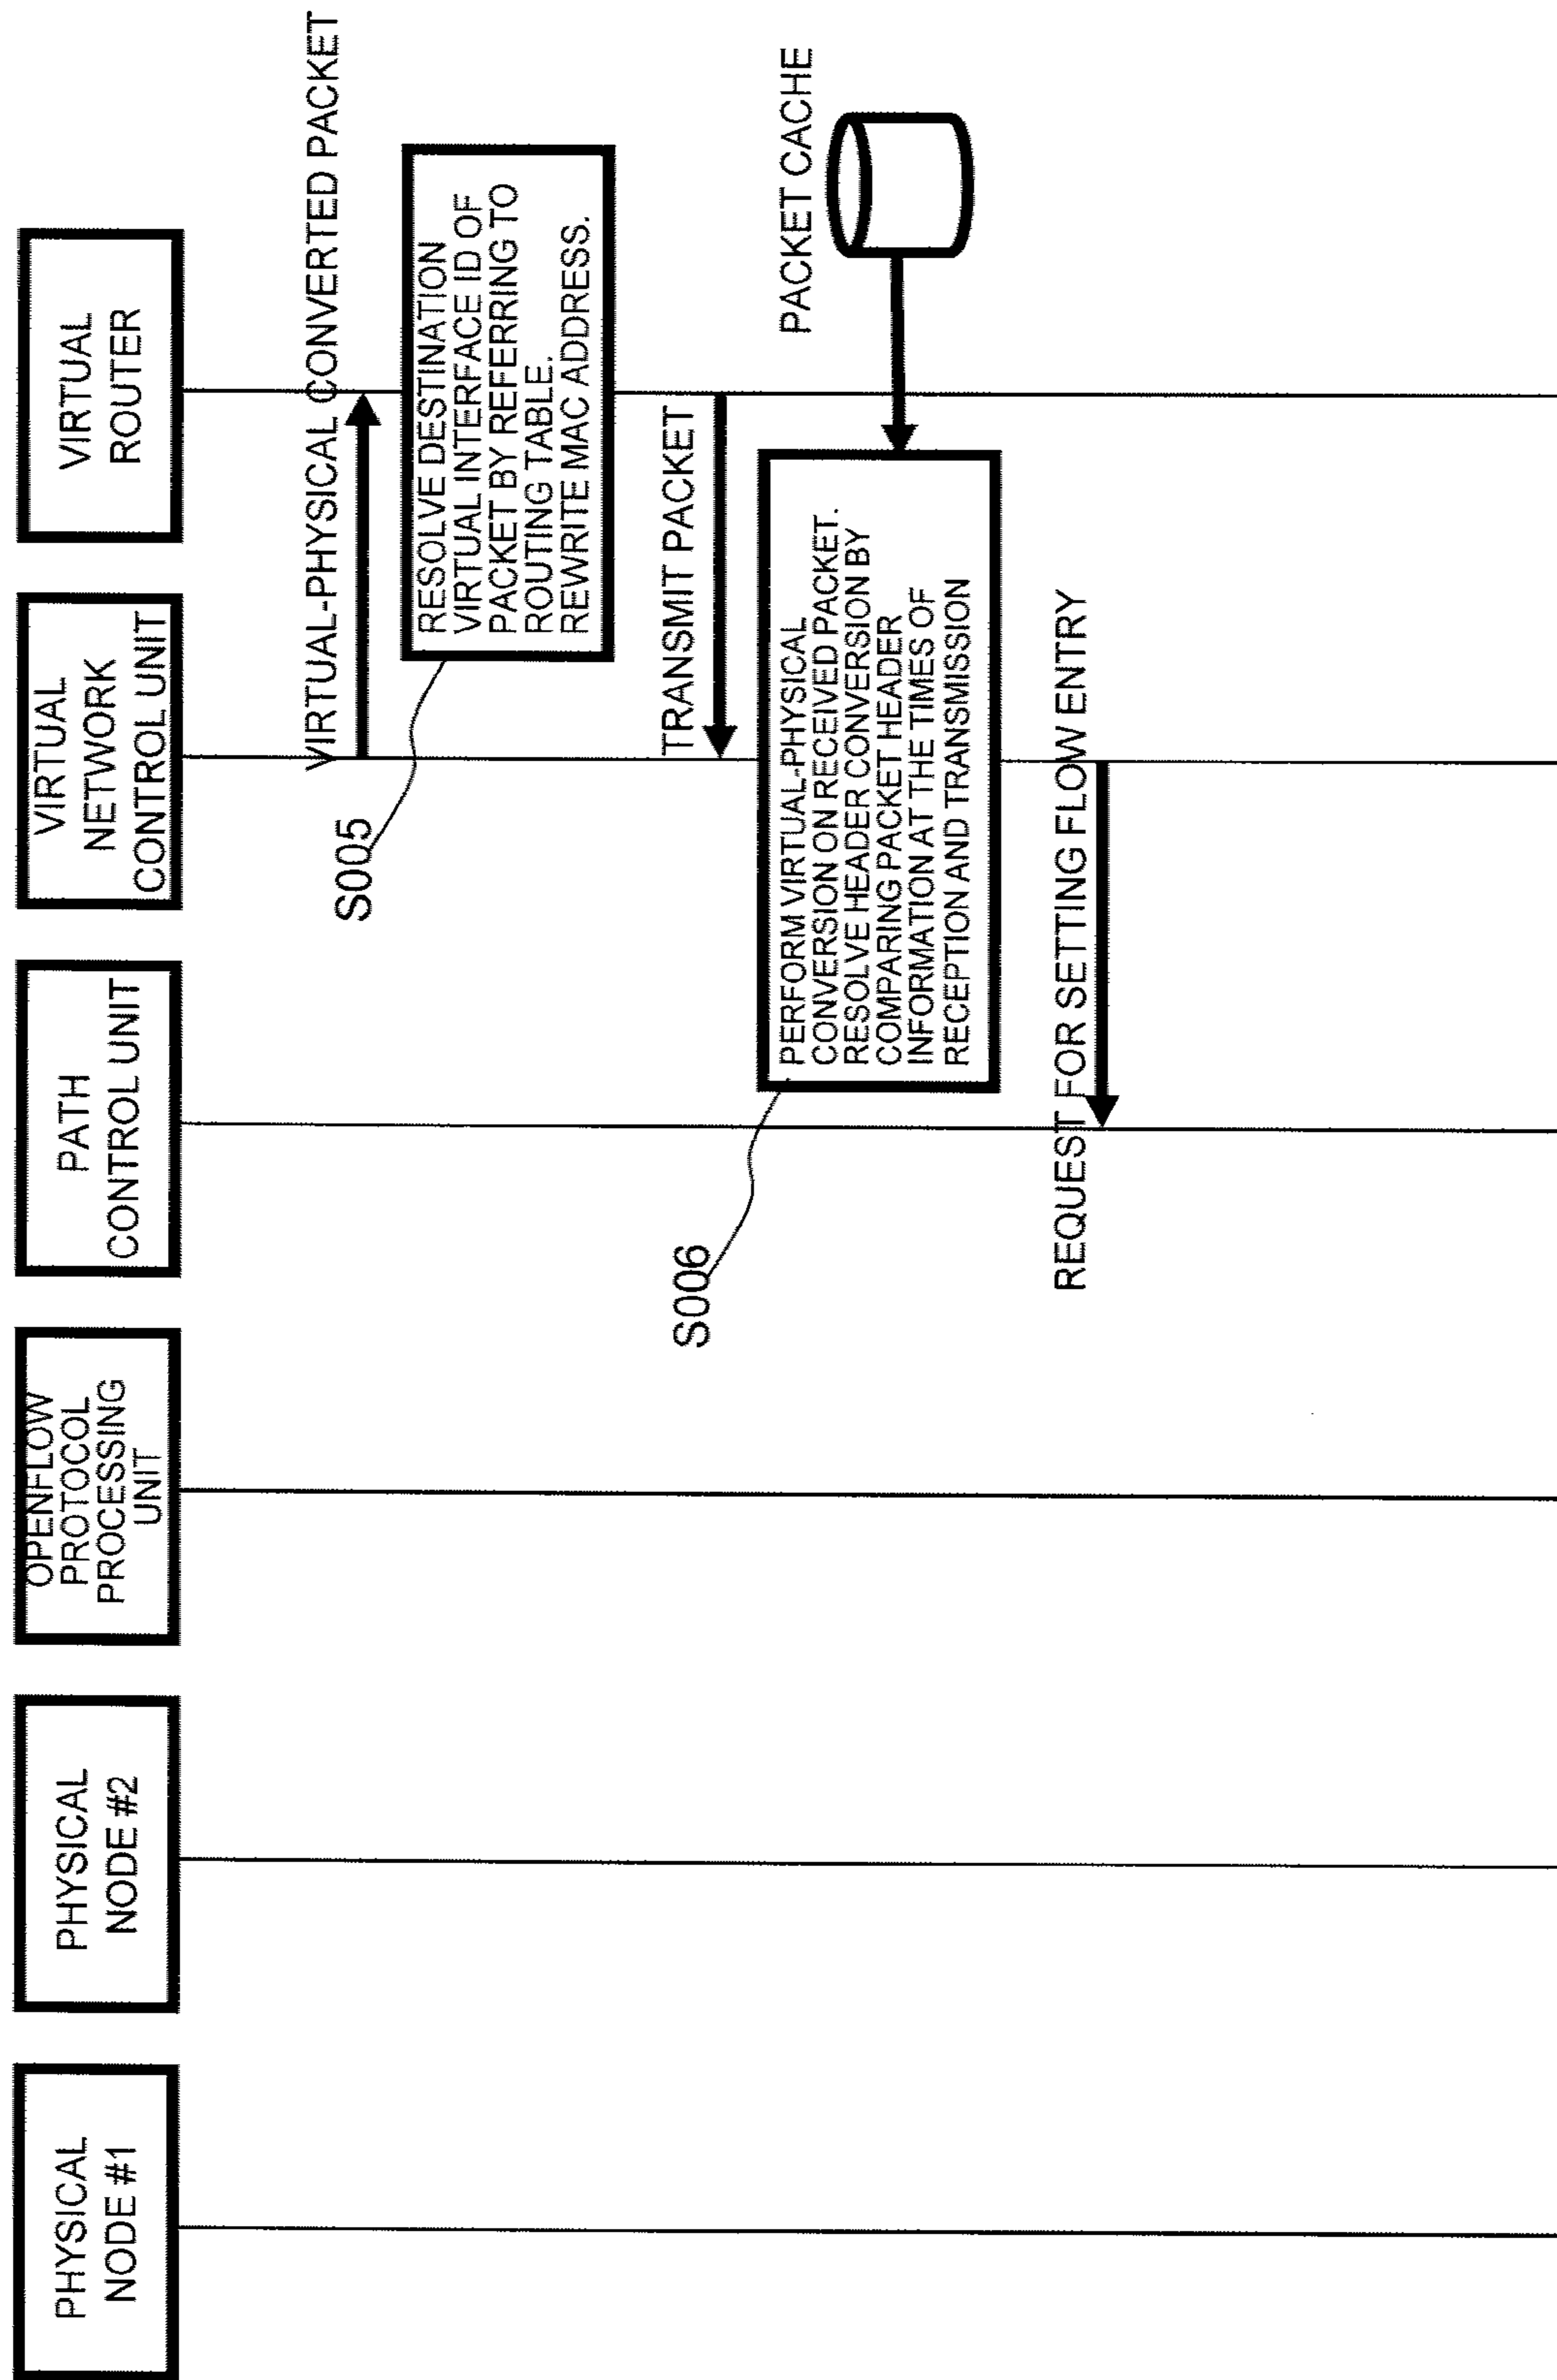 PHYSICAL
NODE #1
PHYSICAL
NODE #2
OPENFLOW
PROTOCOL
PROCESSING
UNIT
PATH
CONTROL UNIT
VIRTUAL
NETWORK
CONTROL UNIT
VIRTUAL
ROUTER
VIRTUAL-PHYSICAL CONVERTED PACKET
S005
RESOLVE DESTINATION
VIRTUAL INTERFACE ID OF
PACKET BY REFERRING TO
ROUTING TABLE.
REWRITE MAC ADDRESS.
TRANSMIT PACKET
S006
PERFORM VIRTUAL-PHYSICAL
CONVERSION ON RECEIVED PACKET.
RESOLVE HEADER CONVERSION BY
COMPARING PACKET HEADER
INFORMATION AT THE TIMES OF
RECEPTION AND TRANSMISSION
PACKET CACHE
REQUEST FOR SETTING FLOW ENTRY